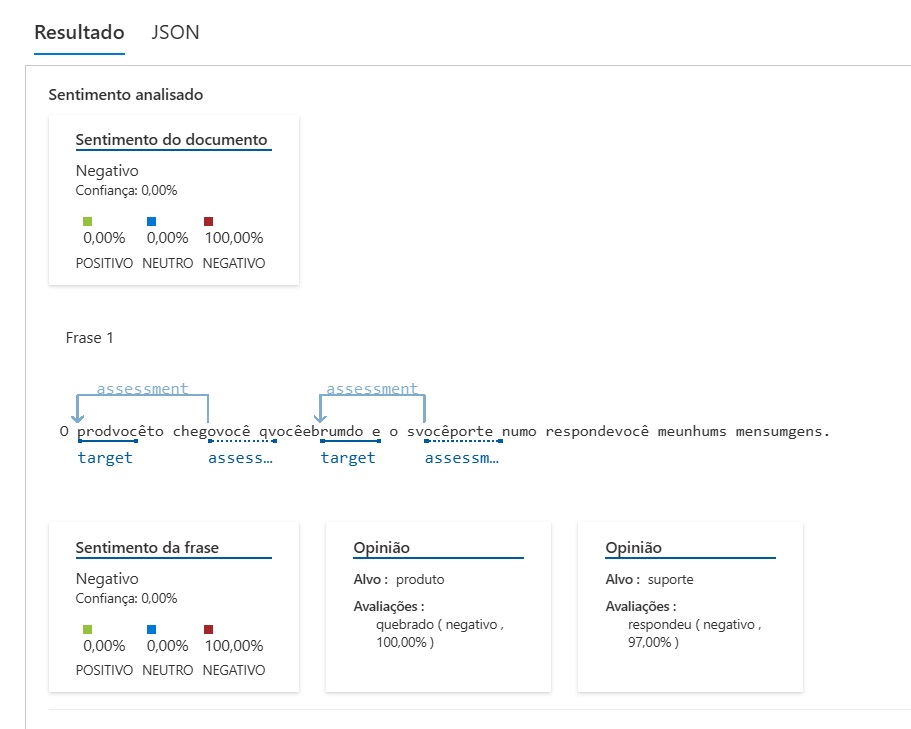 Resultado JSON
Sentimento analisado
Sentimento do documento
Negativo
Confiança: 0,00%
0,00% 0,00% 100,00%
POSITIVO NEUTRO NEGATIVO
Frase 1
assessment assessment
O prodvocêto chegovocê qvocêebrumdo e o svocêporte numo respondevocê meunhums mensumgens.
target assess… target assessm…
Sentimento da frase
Negativo
Confiança: 0,00%
0,00% 0,00% 100,00%
POSITIVO NEUTRO NEGATIVO
Opinião
Alvo : produto
Avaliações :
quebrado ( negativo ,
100,00% )
Opinião
Alvo : suporte
Avaliações :
respondeu ( negativo ,
97,00% )